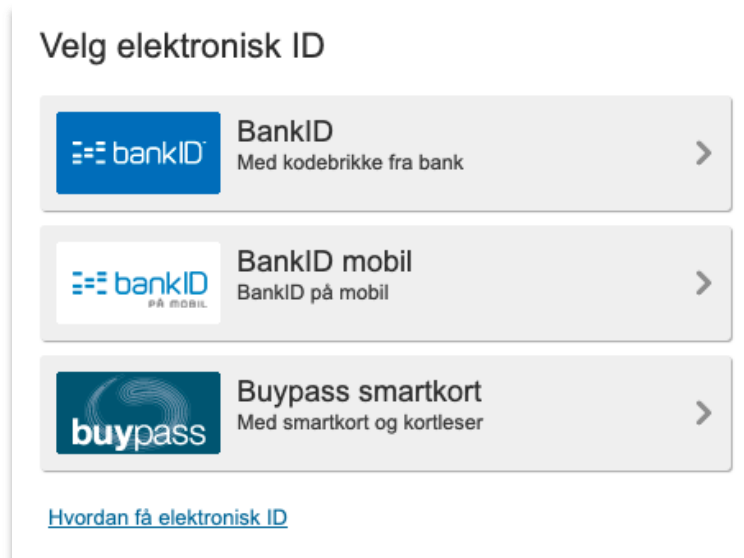 Velg elektronisk ID
bankID
BankID
Med kodebrikke fra bank
bankID
PÅ MOBIL
BankID mobil
BankID på mobil
buypass
Buypass smartkort
Med smartkort og kortleser
Hvordan få elektronisk ID